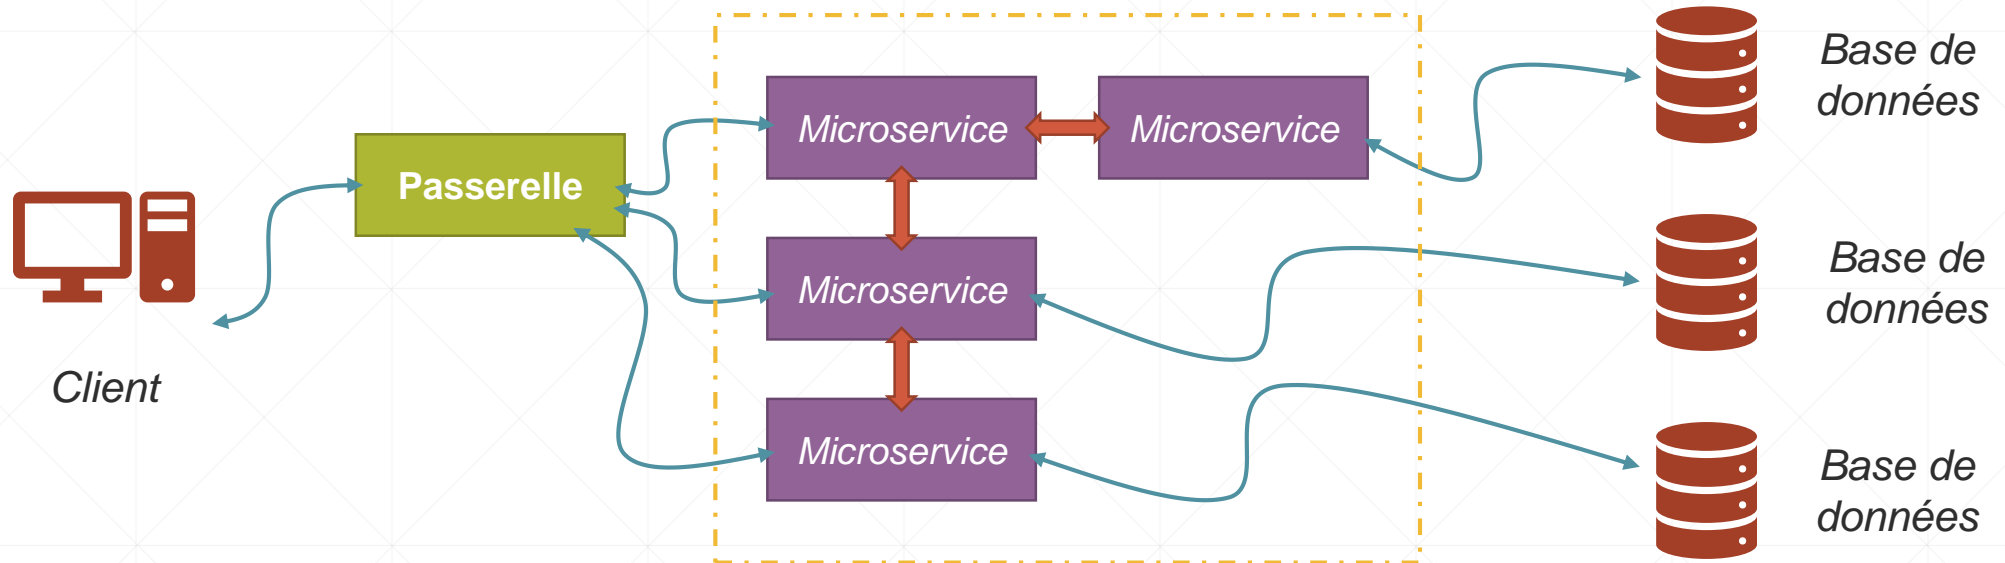 Client
Passerelle
Microservice
Microservice
Microservice
Microservice
Base de
données
Base de
données
Base de
données